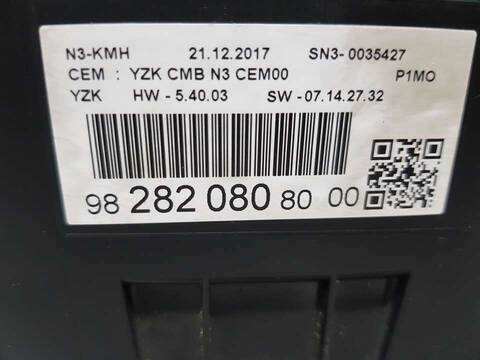 N3-KMH 21.12.2017 SN3- 0035427
CEM : YZK CMB N3 CEM00 P1MO
YZK HW - 5.40.03 SW - 07.14.27.32
98 282 080 80 00